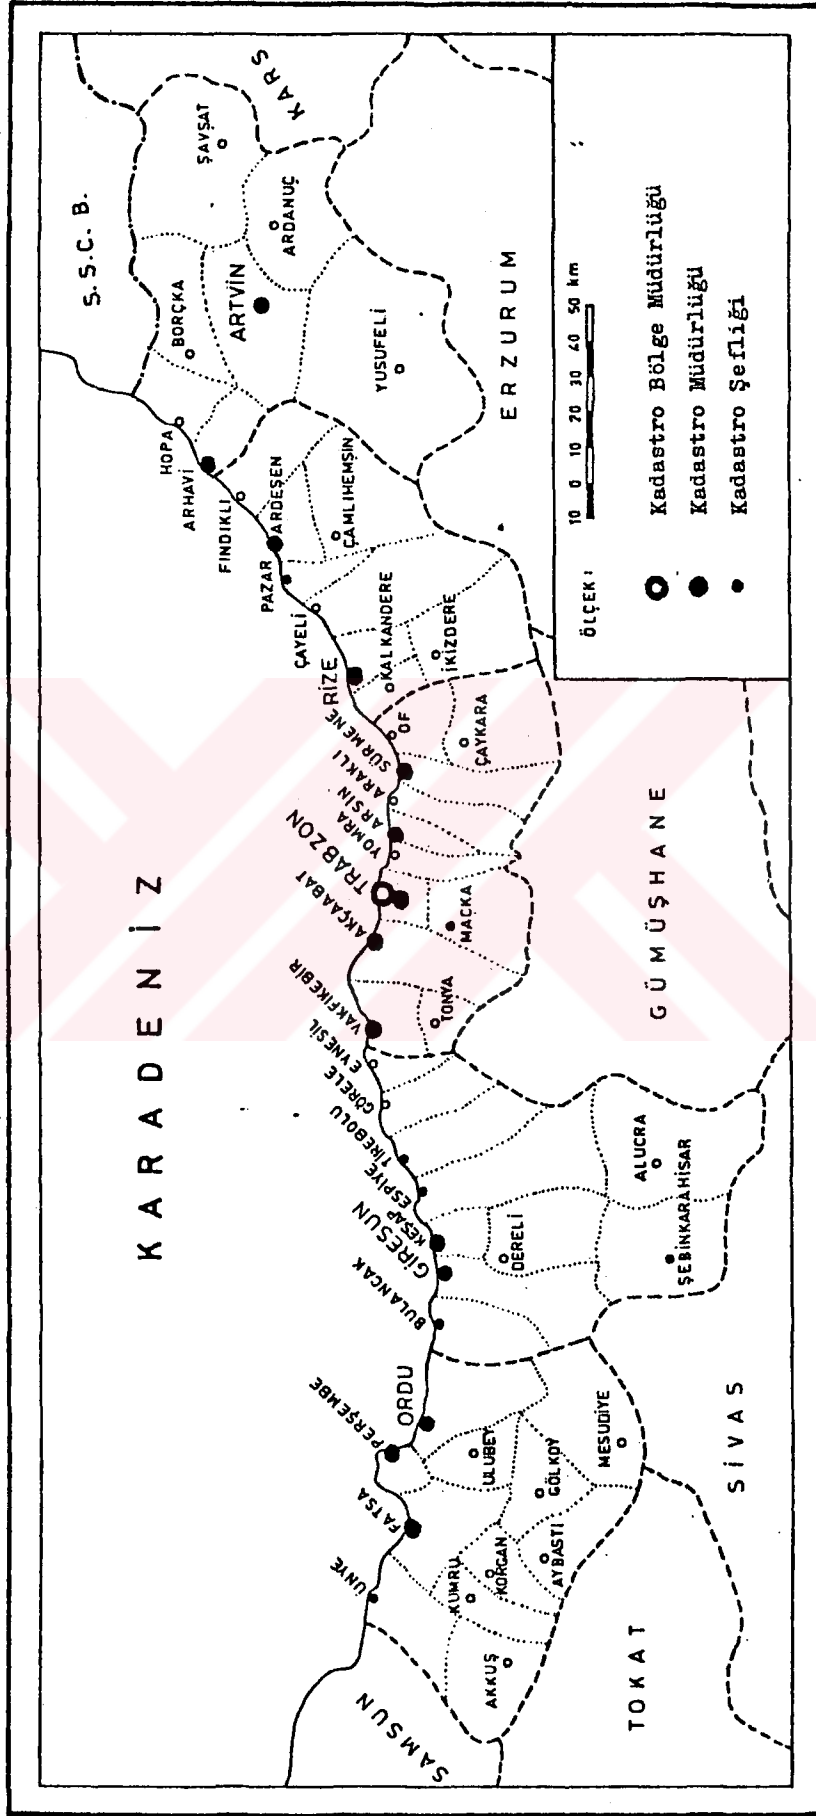 KARADENİZ
S.S.C.B.
KARS
ERZURUM
GÜMÜŞHANE
SİVAS
TOKAT
SAMSUN
ÜNYE
FATSA
PERŞEMBE
ORDU
AKKUŞ
KUMRU
KORGAN
AYBASTI
GÖLKÖY
ULUBEY
MESUDİYE
BULANCAK
GİRESUN
KEŞAP
ESPİYE
TİREBOLU
GÖRELE
EYNESİL
DERELİ
ALUCRA
ŞEBİNKARAHİSAR
VAKFIKEBİR
TONYA
AKÇAABAT
TRABZON
MAÇKA
YOMRA
ARSİN
ARAKLI
SÜRMENE
OF
ÇAYKARA
RİZE
KALKANDERE
İKİZDERE
ÇAYELİ
PAZAR
ARDEŞEN
ÇAMLIHEMŞİN
FINDIKLI
ARHAVİ
HOPA
BORÇKA
ARTVİN
YUSUFELİ
ARDANUÇ
ŞAVŞAT
ÖLÇEK:
10 0 10 20 30 40 50 km
Kadastro Bölge Müdürlüğü
Kadastro Müdürlüğü
Kadastro Şefliği